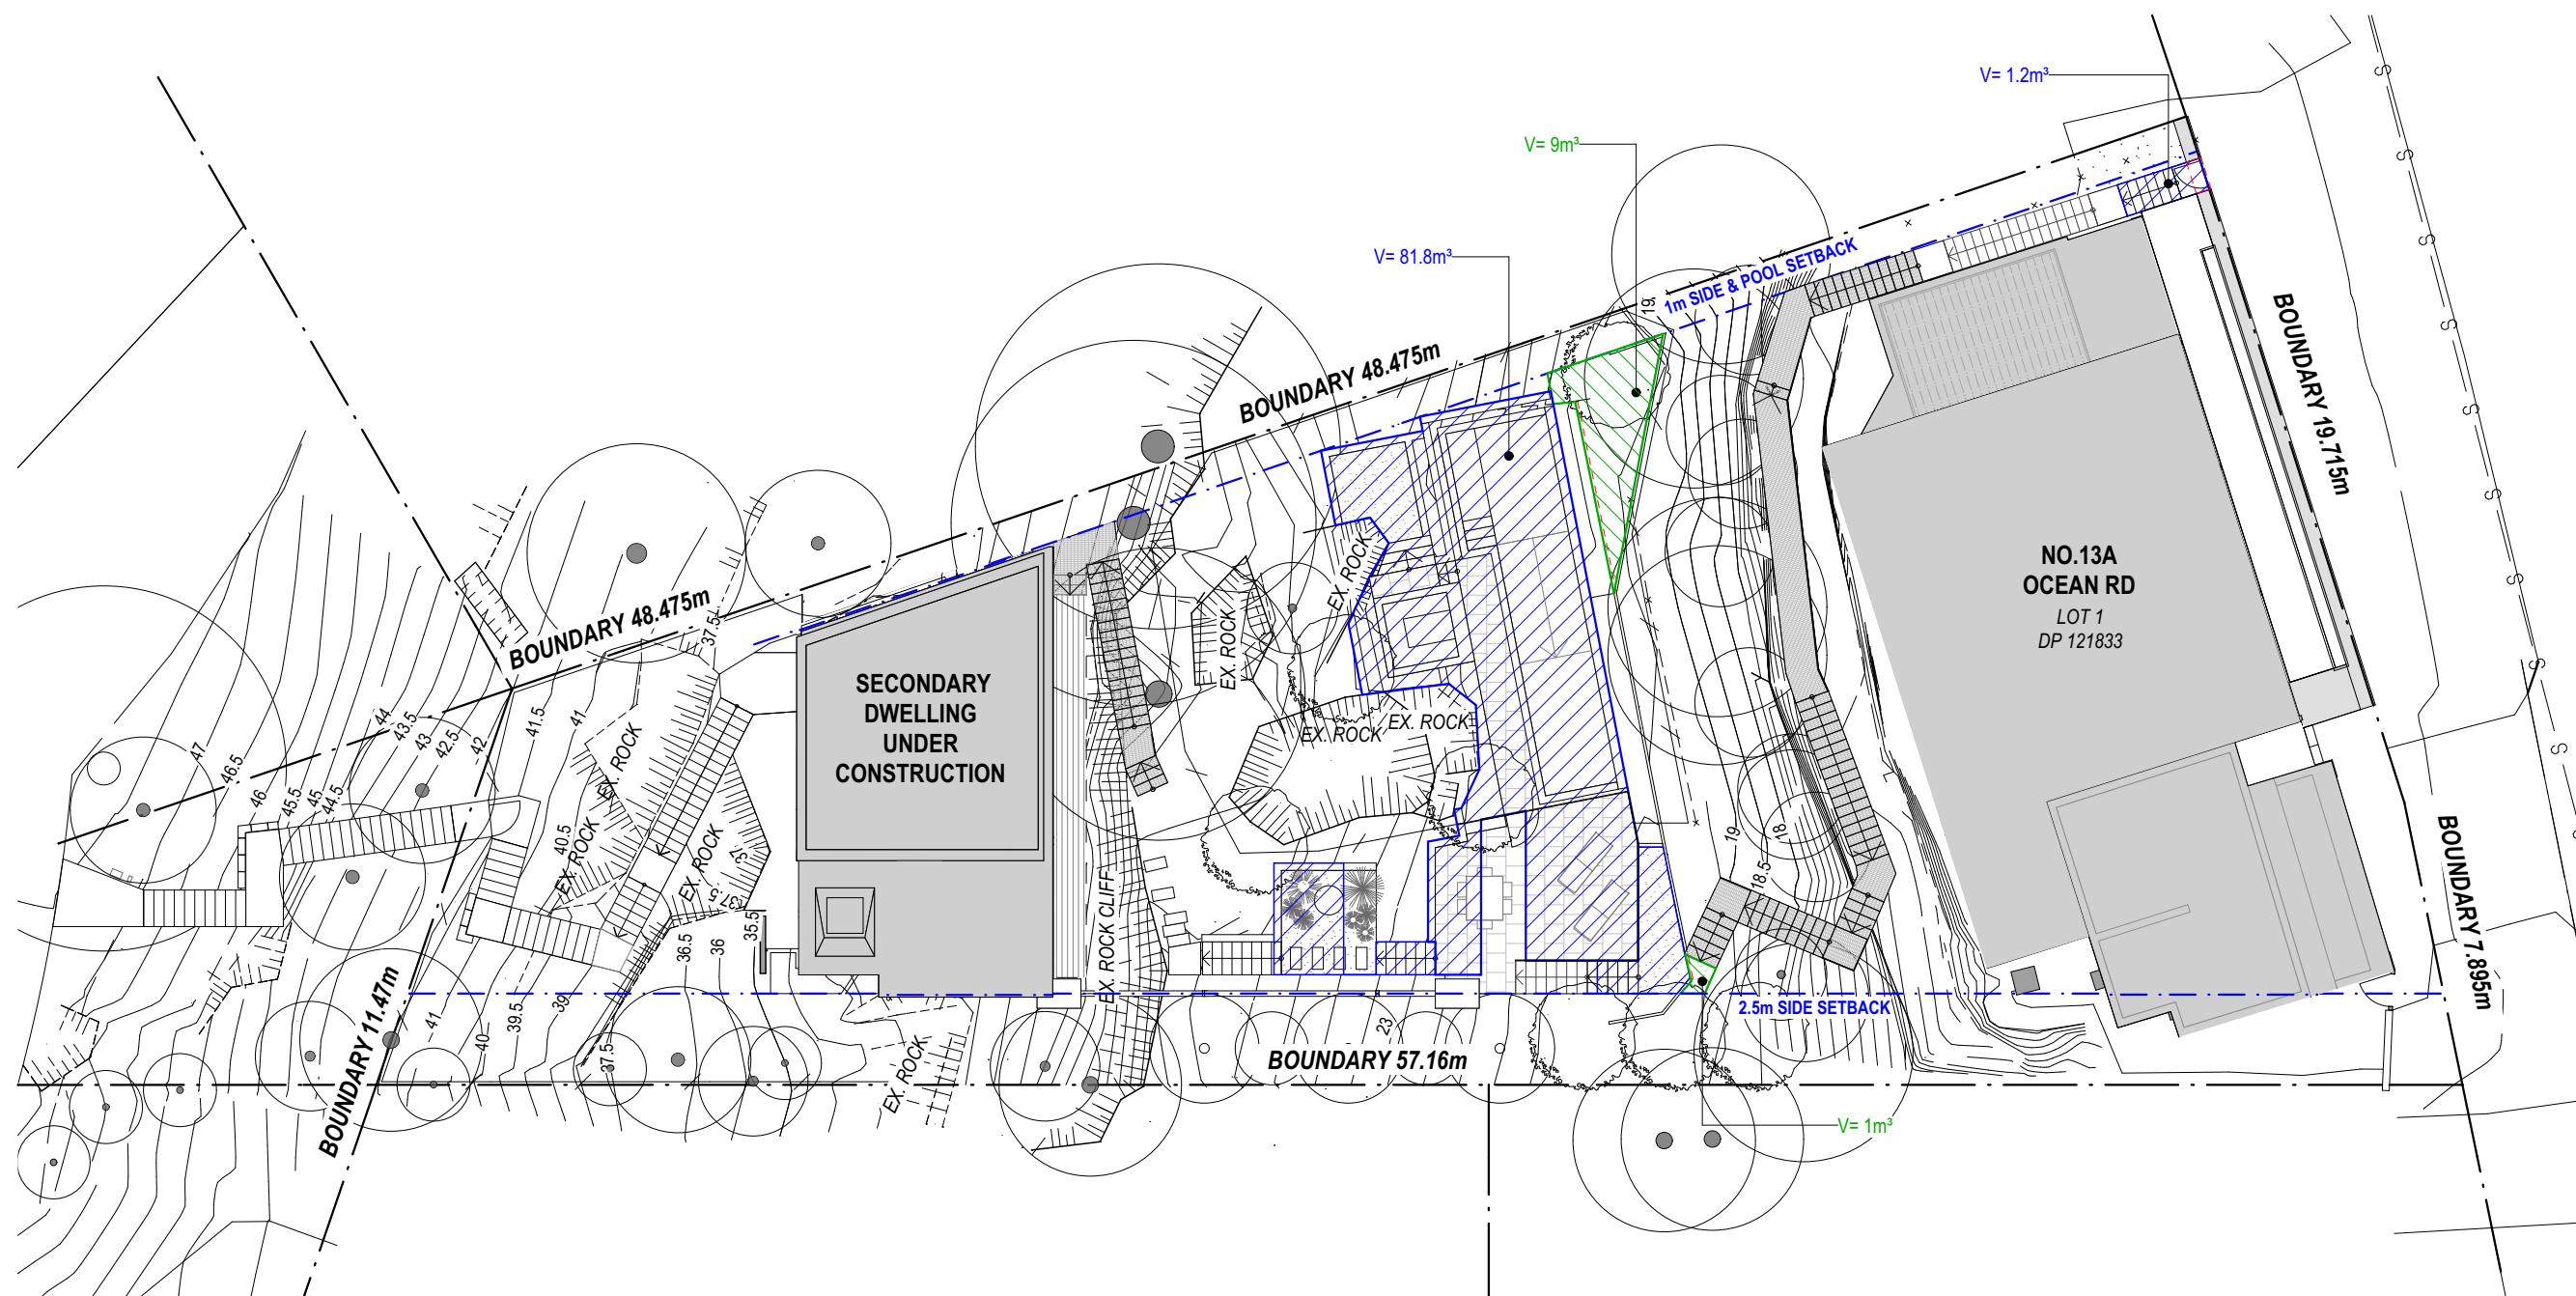 V= 1.2m³
V= 9m³
V= 81.8m³
1m SIDE & POOL SETBACK
19
BOUNDARY 48.475m
BOUNDARY 19.715m
NO.13A
OCEAN RD
LOT 1
DP 121833
EX. ROCK
EX. ROCK
EX. ROCK
EX. ROCK
BOUNDARY 48.475m
37.5
SECONDARY
DWELLING
UNDER
CONSTRUCTION
47
46.5
46
45.5
45
44.5
44
43.5
43
42.5
42
41.5
41
EX. ROCK
40.5
EX. ROCK
EX. ROCK
37
37.5
36.5
36
35.5
EX. ROCK CLIFF
19
18
18.5
BOUNDARY 7.895m
BOUNDARY 11.47m
41
40
39.5
39
37.5
EX. ROCK
23
2.5m SIDE SETBACK
BOUNDARY 57.16m
V= 1m³
S
S
S
S
S
S
S
S
S
S
S
S
S